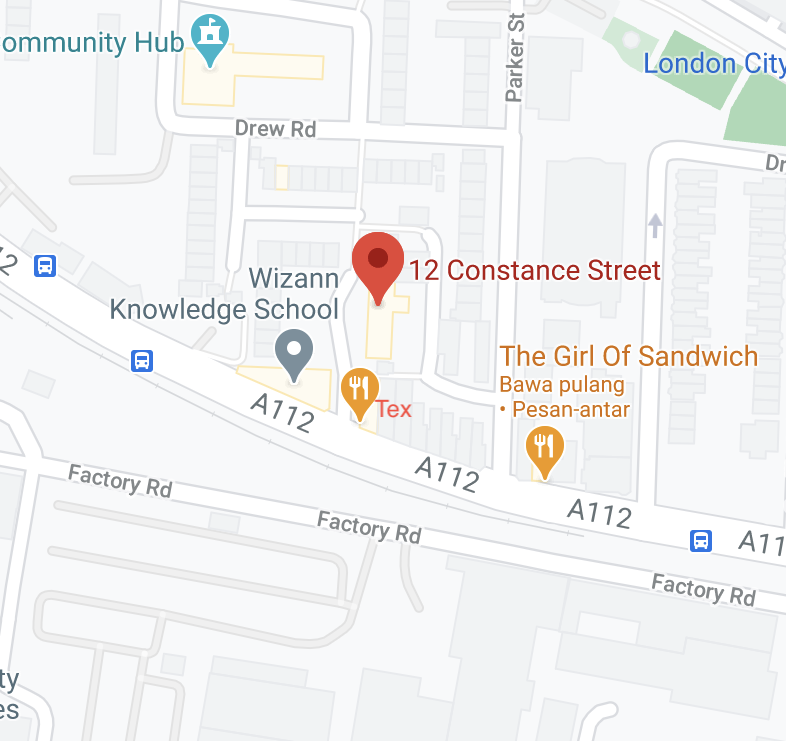 ommunity Hub
Parker St
London City
Drew Rd
Dr
12
12 Constance Street
Wizann
Knowledge School
The Girl Of Sandwich
Bawa pulang
• Pesan-antar
Tex
A112
A112
A112
A11
Factory Rd
Factory Rd
Factory Rd
ty
es